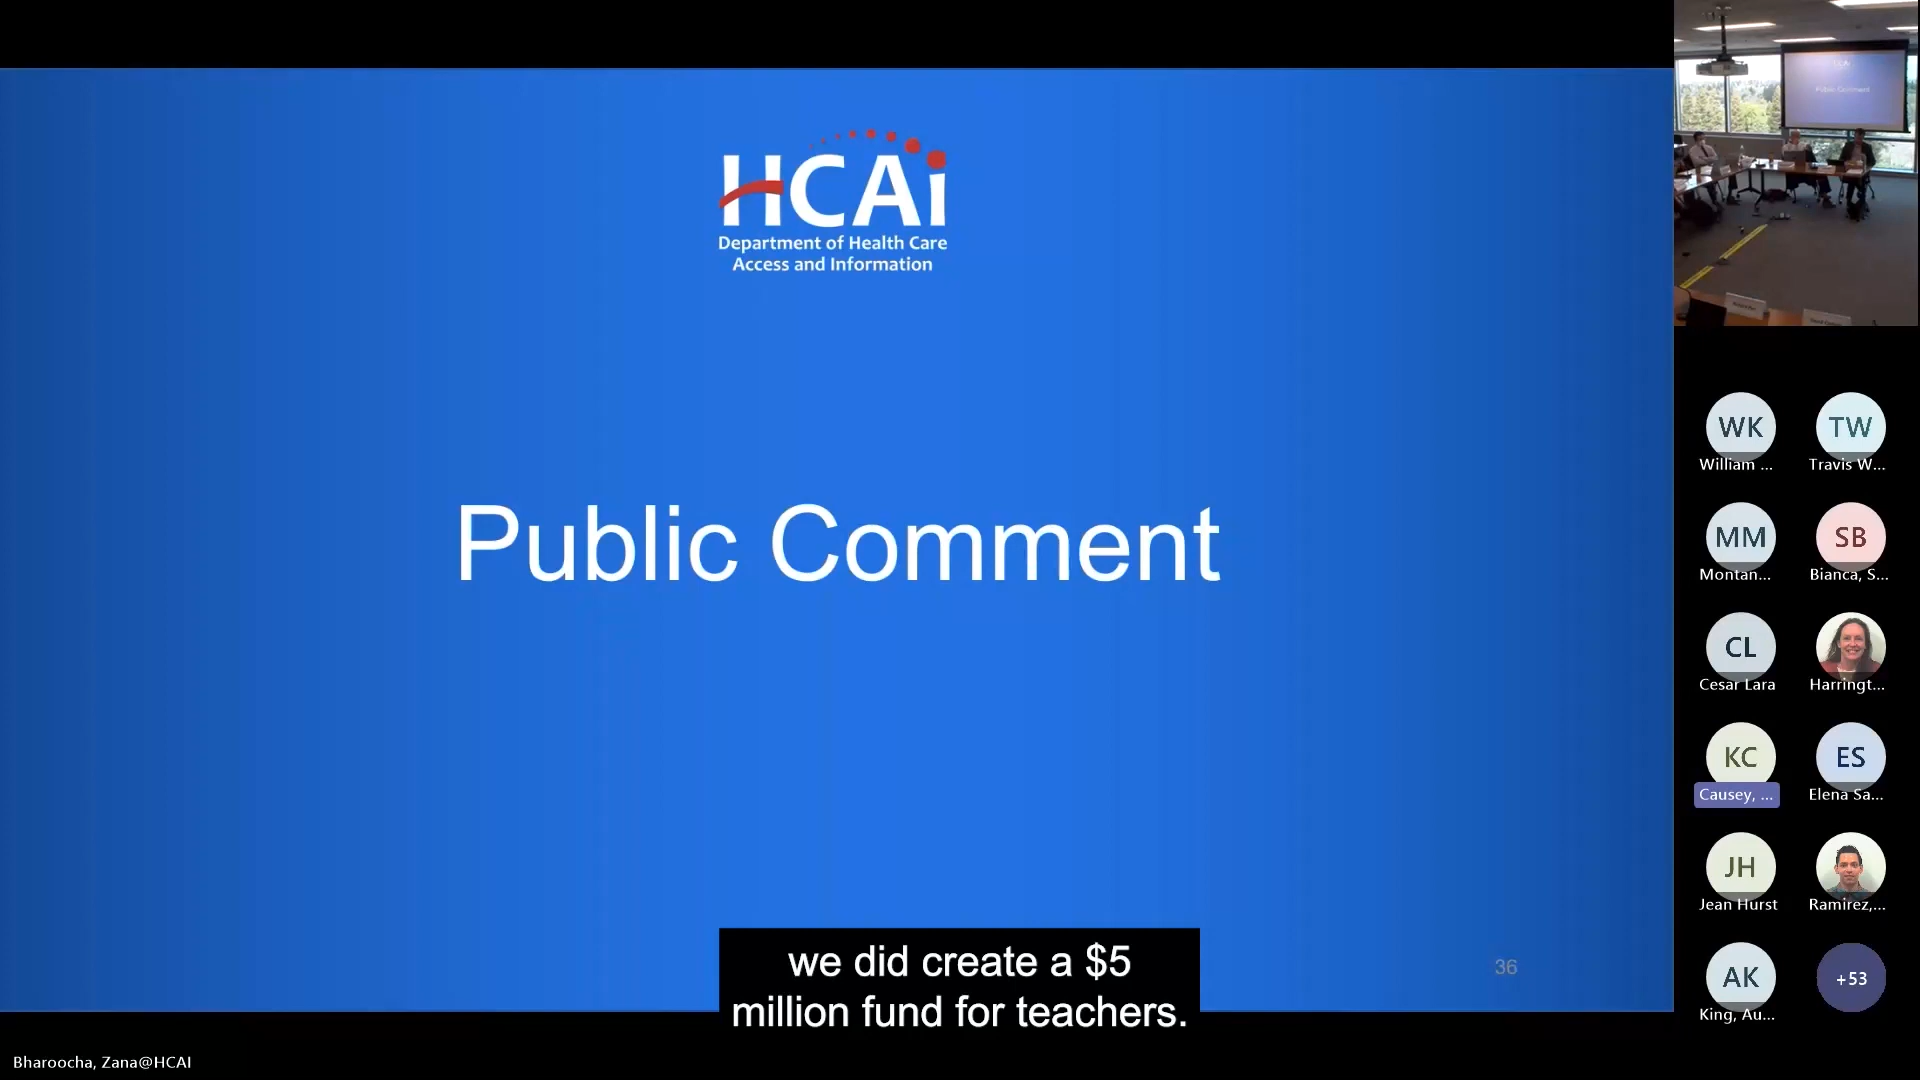 HCAi
Department of Health Care
Access and Information
Public Comment
36
we did create a $5
million fund for teachers.
Bharoocha, Zana@HCAI
Public Comment
WK
William ...
TW
Travis W...
MM
Montan...
SB
Bianca, S...
CL
Cesar Lara
Harringt...
KC
Causey, ...
ES
Elena Sa...
JH
Jean Hurst
Ramirez,...
AK
King, Au...
+53